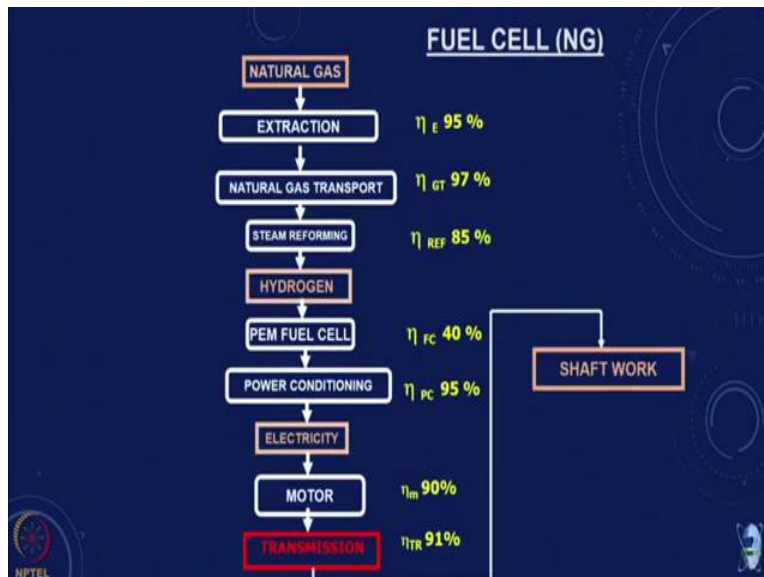 FUEL CELL (NG)
NATURAL GAS
EXTRACTION
η E 95 %
NATURAL GAS TRANSPORT
η GT 97 %
STEAM REFORMING
η REF 85 %
HYDROGEN
PEM FUEL CELL
η FC 40 %
POWER CONDITIONING
η PC 95 %
ELECTRICITY
MOTOR
ηm 90%
TRANSMISSION
ηTR 91%
SHAFT WORK
NPTEL